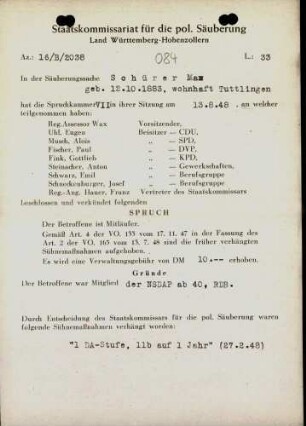 Staatskommissariat für die pol. Säuberung
Land Württemberg-Hohenzollern
Az.: 16/B/2038
084
L.: 33
In der Säuberungssache Schürer Max
geb. 12.10.1883, wohnhaft Tuttlingen
hat die Spruchkammer VII in ihrer Sitzung am 13.8.48, an welcher
teilgenommen haben:
Reg.Assessor Wax Vorsitzender,
Uhl, Eugen Beisitzer – CDU,
Munch, Alois „ – SPD,
Fischer, Paul „ – DVP,
Fink, Gottlieb „ – KPD,
Steinacher, Anton „ – Gewerkschaften,
Schwarz, Emil „ – Berufsgruppe
Schneckenburger, Josef „ – Berufsgruppe
Reg.-Ang. Hauer, Franz Vertreter des Staatskommissars
beschlossen und verkündet folgenden
SPRUCH
Der Betroffene ist Mitläufer.
Gemäß Art. 4 der VO. 133 vom 17. 11. 47 in der Fassung des
Art. 2 der VO. 165 vom 13. 7. 48 sind die früher verhängten
Sühnemaßnahmen aufgehoben.
Es wird eine Verwaltungsgebühr von DM 10.-- erhoben.
Gründe
Der Betroffene war Mitglied der NSDAP ab 40, RDB.
Durch Entscheidung des Staatskommissars für die pol. Säuberung waren
folgende Sühnemaßnahmen verhängt worden:
"1 DA-Stufe, 11b auf 1 Jahr" (27.2.48)